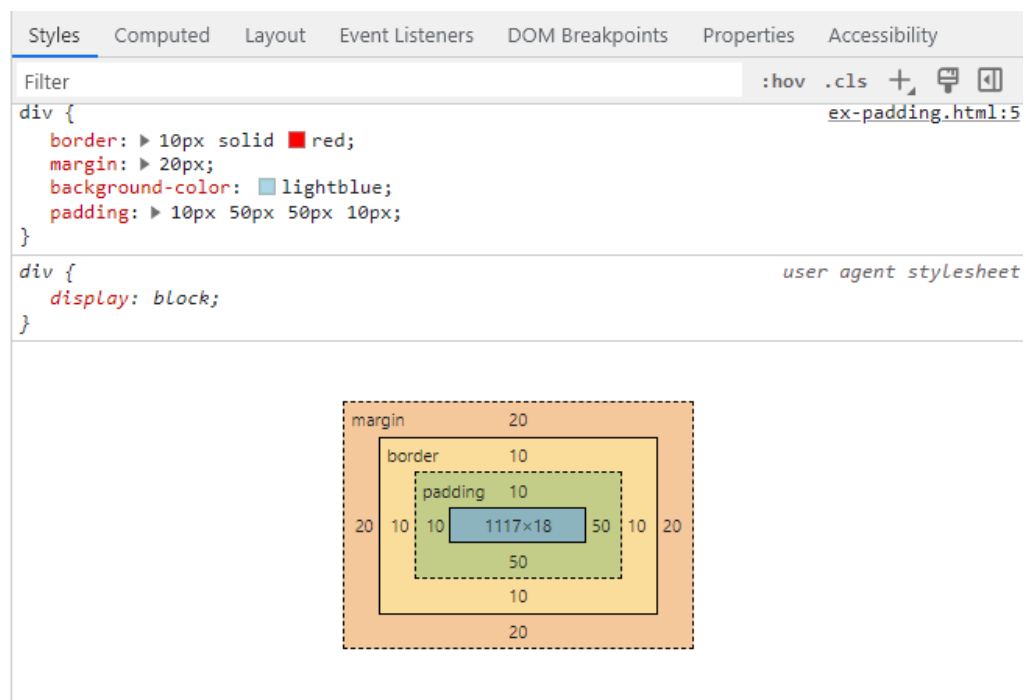 Styles Computed Layout Event Listeners DOM Breakpoints Properties Accessibility
Filter :hov .cls
div { ex-padding.html:5
border: 10px solid red;
margin: 20px;
background-color: lightblue;
padding: 10px 50px 50px 10px;
}
div { user agent stylesheet
display: block;
}
margin 20
border 10
padding 10
20 10 10 1117×18 50 10 20
50
10
20